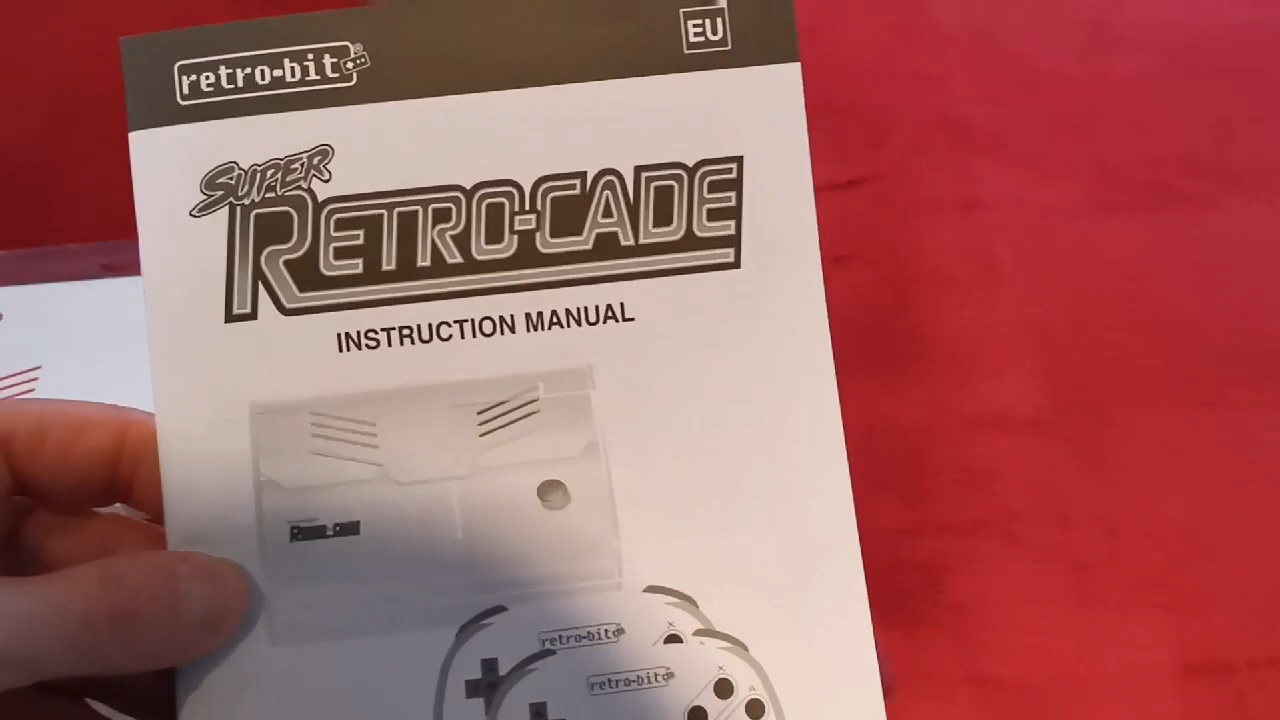 retro-bit®
EU
SUPER
RETRO-CADE
INSTRUCTION MANUAL
retro-bit
X
retro-bit
X
A